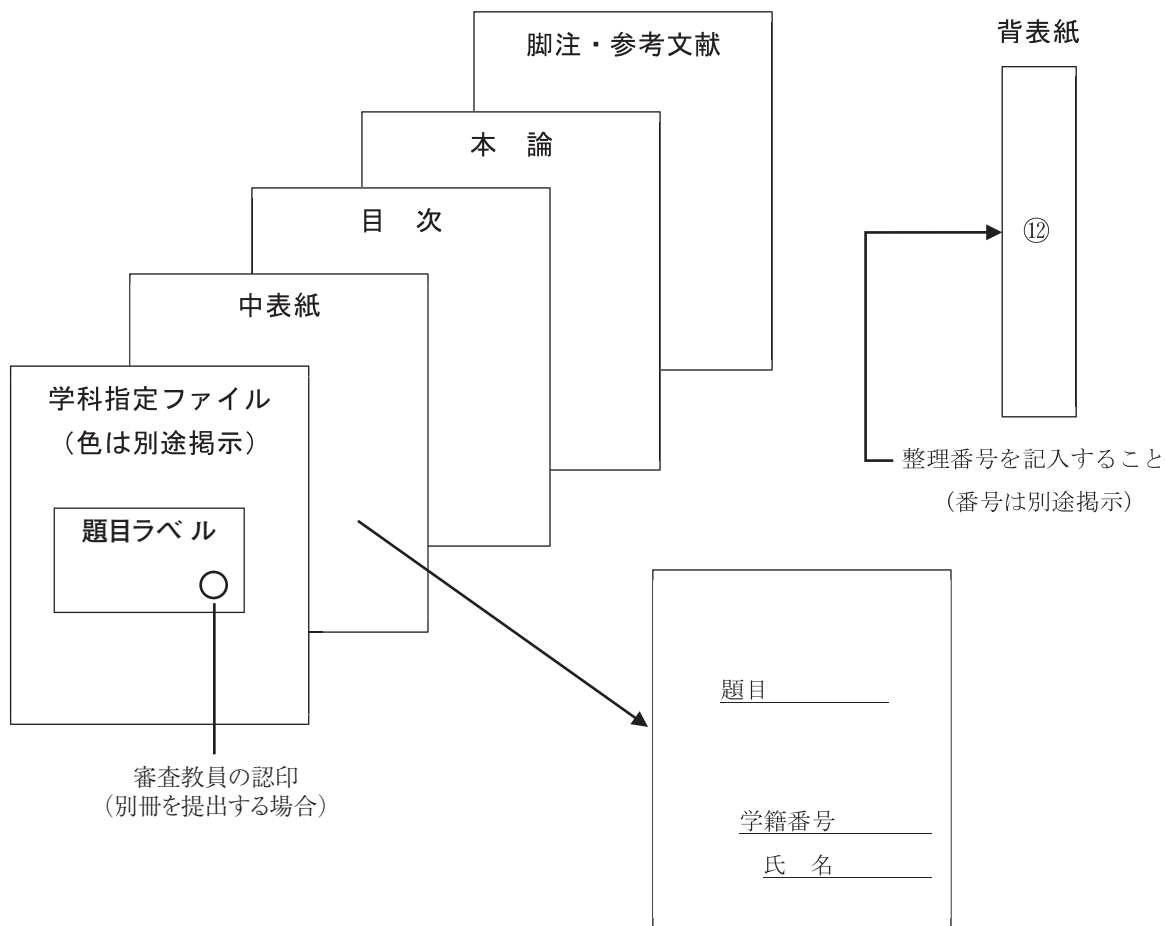 脚注・参考文献
本　論
目　次
中表紙
学科指定ファイル
（色は別途掲示）
題目ラベル
審査教員の認印
（別冊を提出する場合）
背表紙
⑫
整理番号を記入すること
（番号は別途掲示）
題目
学籍番号
氏　名